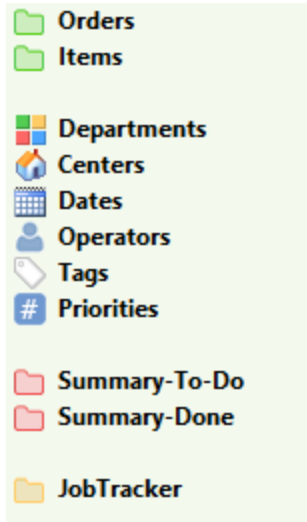 Orders
Items
Departments
Centers
Dates
Operators
Tags
# Priorities
Summary-To-Do
Summary-Done
JobTracker